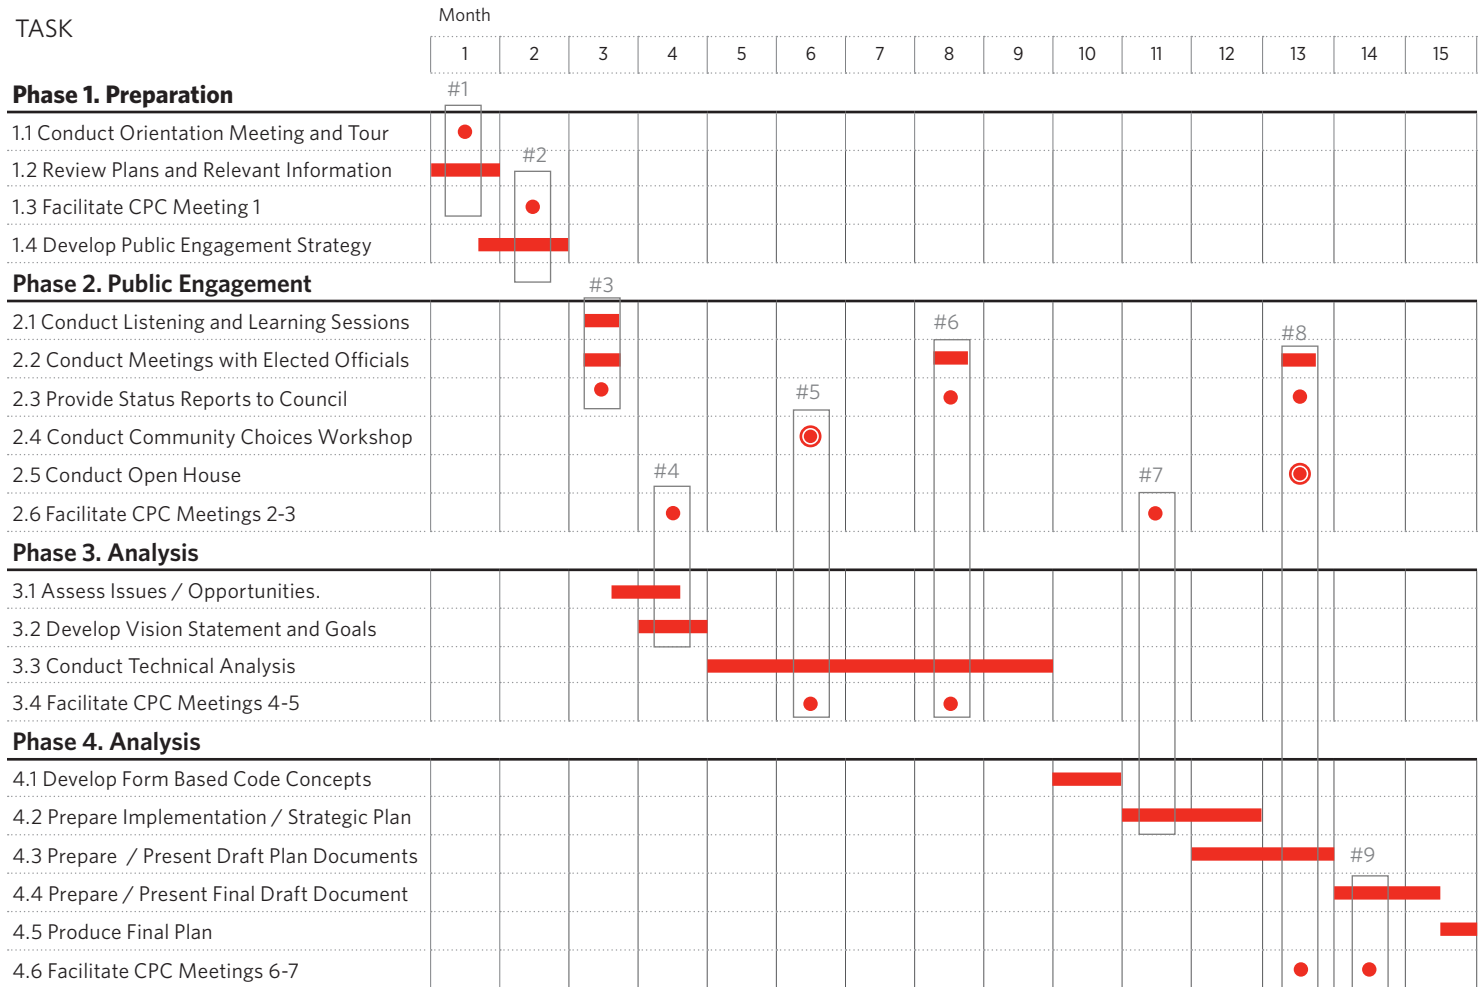 Month
TASK
1 2 3 4 5 6 7 8 9 10 11 12 13 14 15
#1
Phase 1. Preparation
1.1 Conduct Orientation Meeting and Tour
#2
1.2 Review Plans and Relevant Information
1.3 Facilitate CPC Meeting 1
1.4 Develop Public Engagement Strategy
Phase 2. Public Engagement
#3
2.1 Conduct Listening and Learning Sessions
#6
#8
2.2 Conduct Meetings with Elected Officials
#5
2.3 Provide Status Reports to Council
2.4 Conduct Community Choices Workshop
#4
#7
2.5 Conduct Open House
2.6 Facilitate CPC Meetings 2-3
Phase 3. Analysis
3.1 Assess Issues / Opportunities.
3.2 Develop Vision Statement and Goals
3.3 Conduct Technical Analysis
3.4 Facilitate CPC Meetings 4-5
Phase 4. Analysis
4.1 Develop Form Based Code Concepts
4.2 Prepare Implementation / Strategic Plan
4.3 Prepare / Present Draft Plan Documents
#9
4.4 Prepare / Present Final Draft Document
4.5 Produce Final Plan
4.6 Facilitate CPC Meetings 6-7